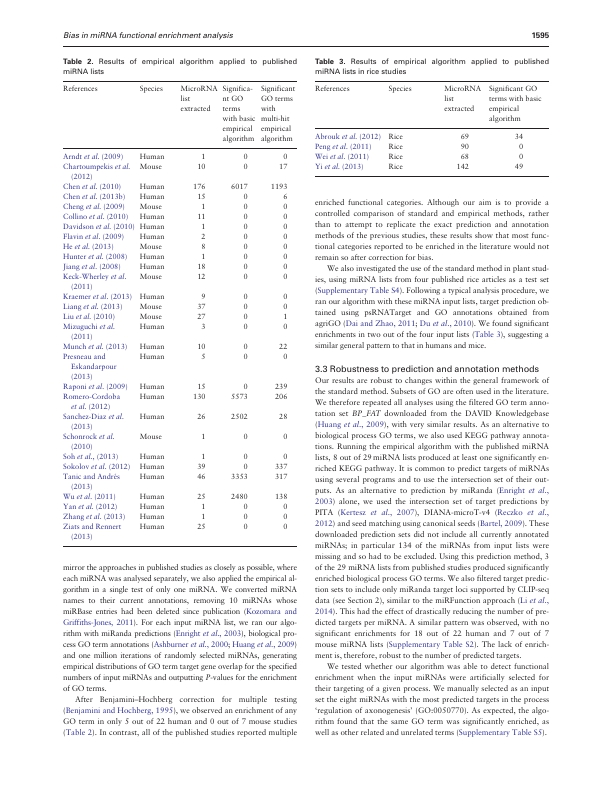 Bias in miRNA functional enrichment analysis
1595
Table 2. Results of empirical algorithm applied to published
miRNA lists
References Species MicroRNA list extracted Significa-nt GO terms with basic empirical algorithm Significant GO terms with multi-hit empirical algorithm
Arndt et al. (2009) Human 1 0 0
Chartoumpekis et al. Mouse 10 0 17
(2012)
Chen et al. (2010) Human 176 6017 1193
Chen et al. (2013b) Human 15 0 6
Cheng et al. (2009) Mouse 1 0 0
Collino et al. (2010) Human 11 0 0
Davidson et al. (2010) Human 1 0 0
Flavin et al. (2009) Human 2 0 0
He et al. (2013) Mouse 8 0 0
Hunter et al. (2008) Human 1 0 0
Jiang et al. (2008) Human 18 0 0
Keck-Wherley et al. Mouse 12 0 0
(2011)
Kraemer et al. (2013) Human 9 0 0
Liang et al. (2013) Mouse 37 0 0
Liu et al. (2010) Mouse 27 0 1
Mizuguchi et al. Human 3 0 0
(2011)
Munch et al. (2013) Human 10 0 22
Presneau and Human 5 0 0
Eskandarpour
(2013)
Raponi et al. (2009) Human 15 0 239
Romero-Cordoba Human 130 5573 206
et al. (2012)
Sanchez-Diaz et al. Human 26 2502 28
(2013)
Schonrock et al. Mouse 1 0 0
(2010)
Soh et al., (2013) Human 1 0 0
Sokolov et al. (2012) Human 39 0 337
Tanic and Andrés Human 46 3353 317
(2013)
Wu et al. (2011) Human 25 2480 138
Yan et al. (2012) Human 1 0 0
Zhang et al. (2013) Human 1 0 0
Ziats and Rennert Human 25 0 0
(2013)
mirror the approaches in published studies as closely as possible, where
each miRNA was analysed separately, we also applied the empirical al-
gorithm in a single test of only one miRNA. We converted miRNA
names to their current annotations, removing 10 miRNAs whose
miRBase entries had been deleted since publication (Kozomara and
Griffiths-Jones, 2011). For each input miRNA list, we ran our algo-
rithm with miRanda predictions (Enright et al., 2003), biological pro-
cess GO term annotations (Ashburner et al., 2000; Huang et al., 2009)
and one million iterations of randomly selected miRNAs, generating
empirical distributions of GO term target gene overlap for the specified
numbers of input miRNAs and outputting P-values for the enrichment
of GO terms.
After Benjamini–Hochberg correction for multiple testing
(Benjamini and Hochberg, 1995), we observed an enrichment of any
GO term in only 5 out of 22 human and 0 out of 7 mouse studies
(Table 2). In contrast, all of the published studies reported multiple
Table 3. Results of empirical algorithm applied to published
miRNA lists in rice studies
References Species MicroRNA list extracted Significant GO terms with basic empirical algorithm
Abrouk et al. (2012) Rice 69 34
Peng et al. (2011) Rice 90 0
Wei et al. (2011) Rice 68 0
Yi et al. (2013) Rice 142 49
enriched functional categories. Although our aim is to provide a
controlled comparison of standard and empirical methods, rather
than to attempt to replicate the exact prediction and annotation
methods of the previous studies, these results show that most func-
tional categories reported to be enriched in the literature would not
remain so after correction for bias.
We also investigated the use of the standard method in plant stud-
ies, using miRNA lists from four published rice articles as a test set
(Supplementary Table S4). Following a typical analysis procedure, we
ran our algorithm with these miRNA input lists, target prediction ob-
tained using psRNATarget and GO annotations obtained from
agriGO (Dai and Zhao, 2011; Du et al., 2010). We found significant
enrichments in two out of the four input lists (Table 3), suggesting a
similar general pattern to that in humans and mice.
3.3 Robustness to prediction and annotation methods
Our results are robust to changes within the general framework of
the standard method. Subsets of GO are often used in the literature.
We therefore repeated all analyses using the filtered GO term anno-
tation set BP_FAT downloaded from the DAVID Knowledgebase
(Huang et al., 2009), with very similar results. As an alternative to
biological process GO terms, we also used KEGG pathway annota-
tions. Running the empirical algorithm with the published miRNA
lists, 8 out of 29 miRNA lists produced at least one significantly en-
riched KEGG pathway. It is common to predict targets of miRNAs
using several programs and to use the intersection set of their out-
puts. As an alternative to prediction by miRanda (Enright et al.,
2003) alone, we used the intersection set of target predictions by
PITA (Kertesz et al., 2007), DIANA-microT-v4 (Reczko et al.,
2012) and seed matching using canonical seeds (Bartel, 2009). These
downloaded prediction sets did not include all currently annotated
miRNAs; in particular 134 of the miRNAs from input lists were
missing and so had to be excluded. Using this prediction method, 3
of the 29 miRNA lists from published studies produced significantly
enriched biological process GO terms. We also filtered target predic-
tion sets to include only miRanda target loci supported by CLIP-seq
data (see Section 2), similar to the miREFunction approach (Li et al.,
2014). This had the effect of drastically reducing the number of pre-
dicted targets per miRNA. A similar pattern was observed, with no
significant enrichments for 18 out of 22 human and 7 out of 7
mouse miRNA lists (Supplementary Table S2). The lack of enrich-
ment is, therefore, robust to the number of predicted targets.
We tested whether our algorithm was able to detect functional
enrichment when the input miRNAs were artificially selected for
their targeting of a given process. We manually selected as an input
set the eight miRNAs with the most predicted targets in the process
‘regulation of axonogenesis’ (GO:0050770). As expected, the algo-
rithm found that the same GO term was significantly enriched, as
well as other related and unrelated terms (Supplementary Table S5).